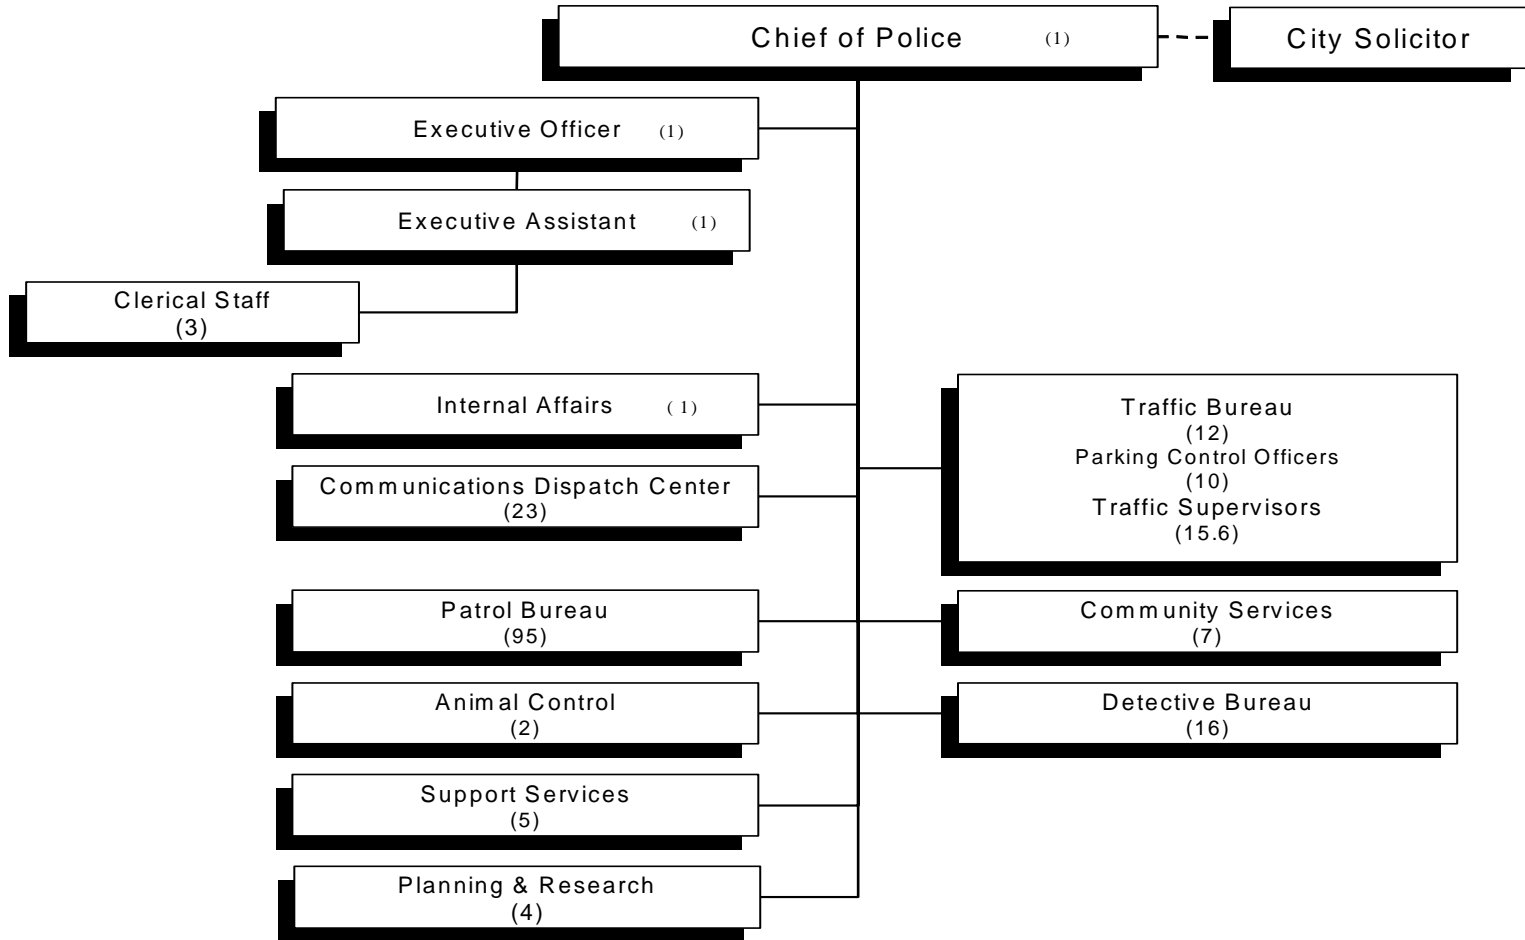 Chief of Police (1)
City Solicitor
Executive Officer (1)
Executive Assistant (1)
Clerical Staff
(3)
Internal Affairs ( 1)
Communications Dispatch Center
(23)
Traffic Bureau
(12)
Parking Control Officers
(10)
Traffic Supervisors
(15.6)
Patrol Bureau
(95)
Community Services
(7)
Animal Control
(2)
Detective Bureau
(16)
Support Services
(5)
Planning & Research
(4)